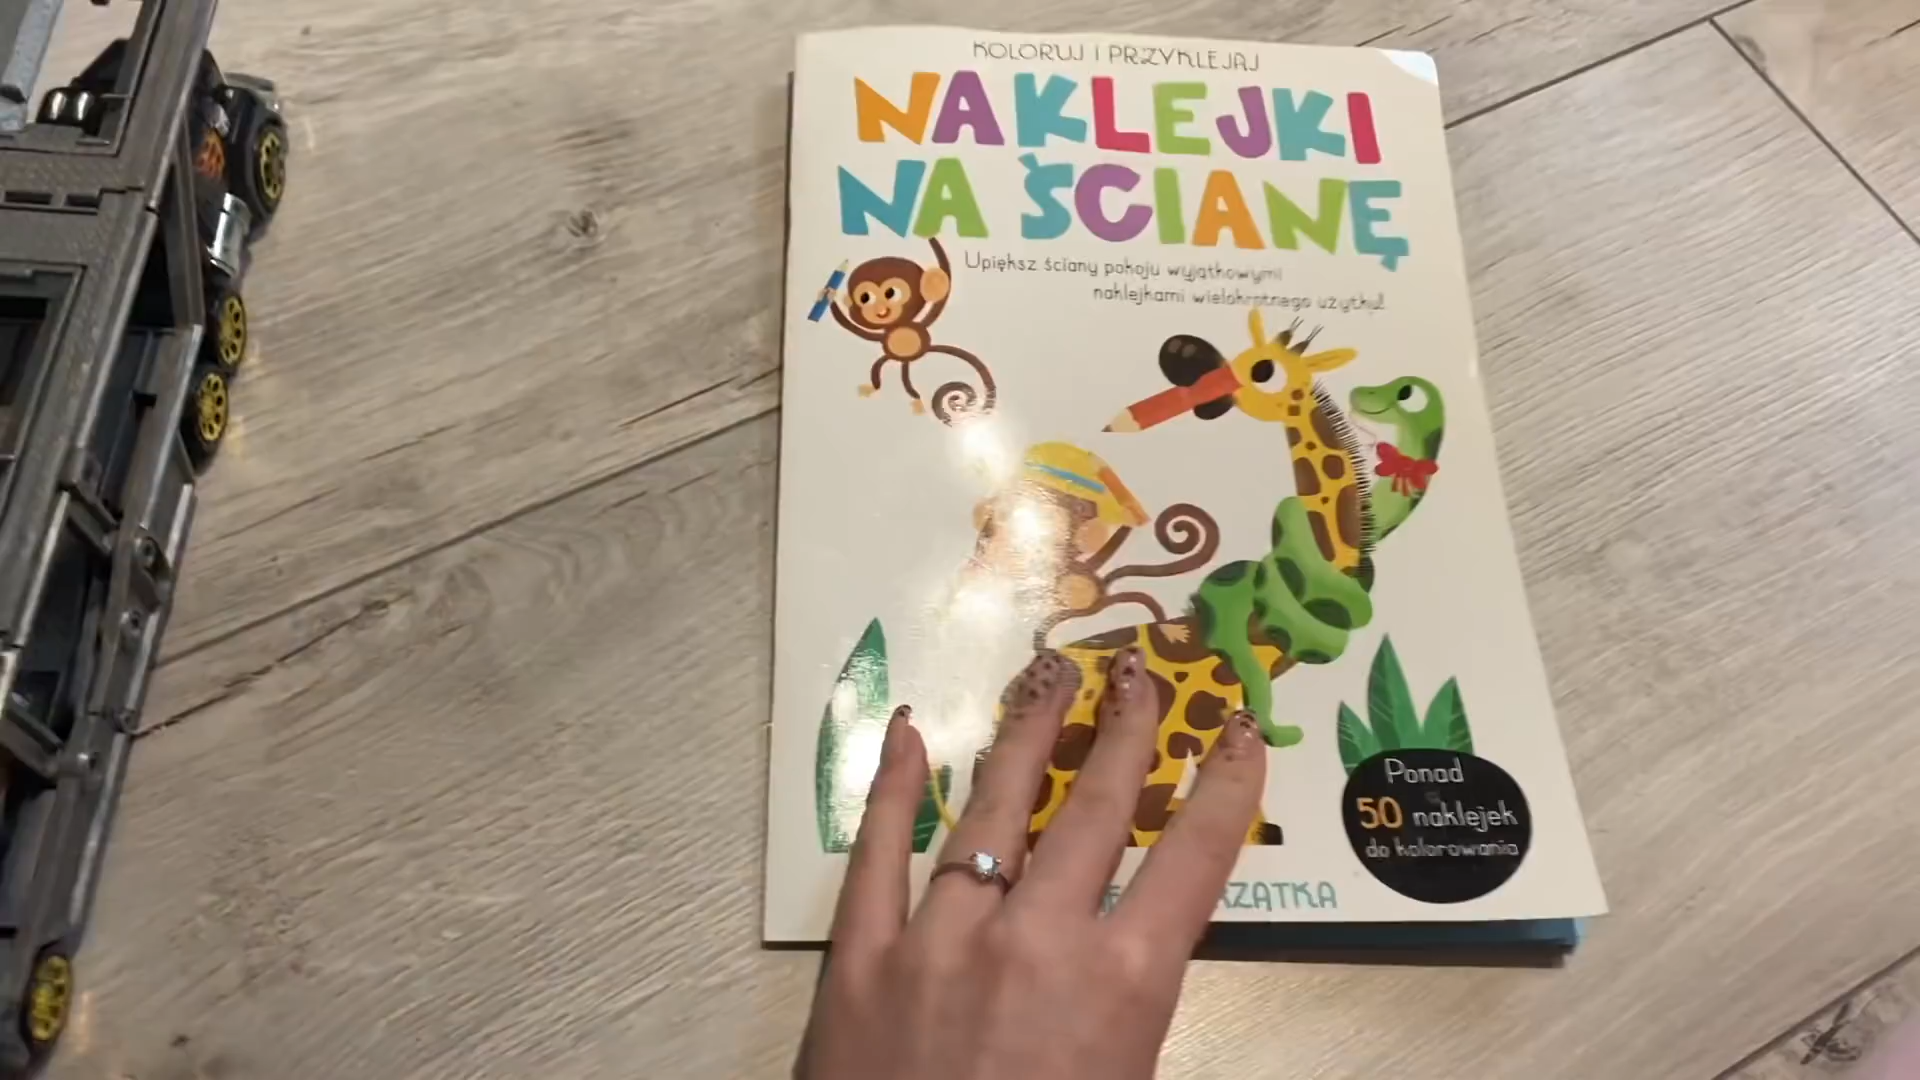 KOLORUJ I PRZYKLEJAJ
NAKLEJKI
NA ŚCIANĘ
Upiększ ściany pokoju wyjątkowymi
naklejkami wielokrotnego użytku!
Ponad
50 naklejek
do kolorowania